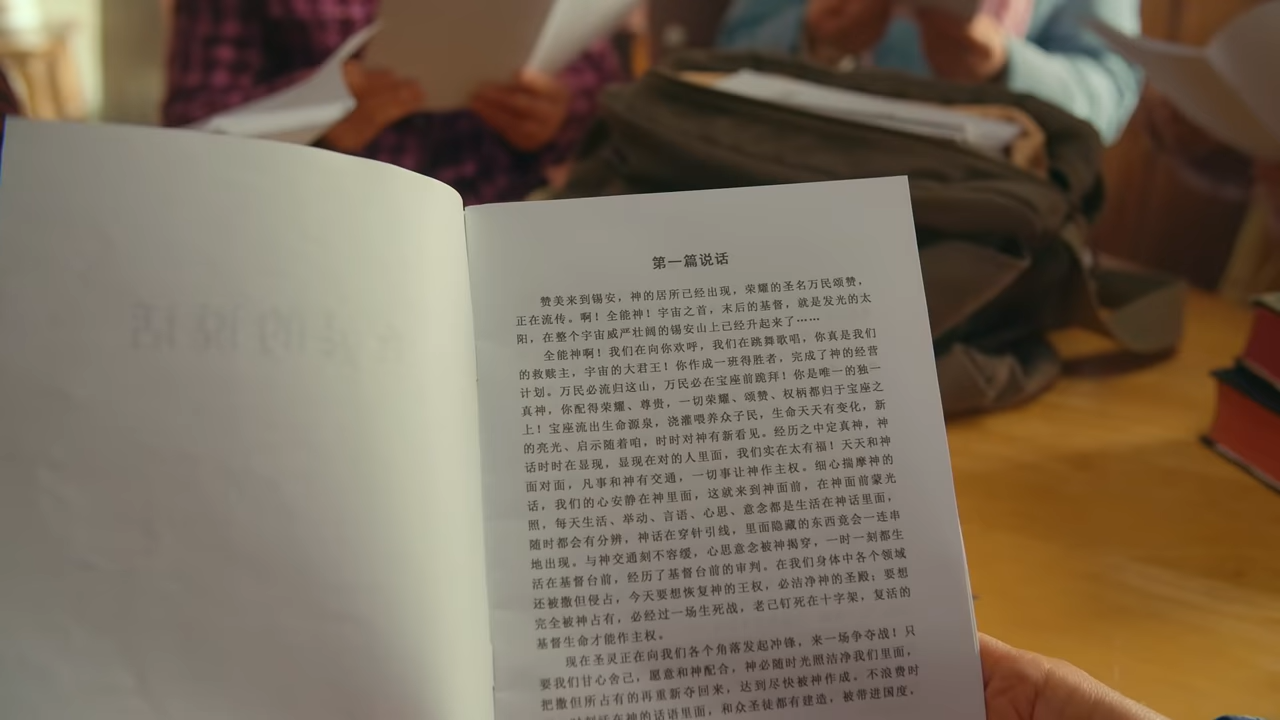 第一篇说话
赞美来到锡安，神的居所已经出现，荣耀的圣名万民颂赞，
正在流传。啊！全能神！宇宙之首，末后的基督，就是发光的太
阳，在整个宇宙威严壮阔的锡安山上已经升起来了……
全能神啊！我们在向你欢呼，我们在跳舞歌唱，你真是我们
的救赎主，宇宙的大君王！你作成一班得胜者，完成了神的经营
计划。万民必流归这山，万民必在宝座前跪拜！你是唯一的独一
真神，你配得荣耀、尊贵，一切荣耀、颂赞、权柄都归于宝座之
上！宝座流出生命源泉，浇灌喂养众子民，生命天天有变化，新
的亮光、启示随着咱，时时对神有新看见。经历之中定真神，神
话时时在显现，显现在对的人里面，我们实在太有福！天天和神
面对面，凡事和神有交通，一切事让神作主权。细心揣摩神的
话，我们的心安静在神里面，这就来到神面前，在神面前蒙光
照，每天生活、举动、言语、心思、意念都是生活在神话里面，
随时都会有分辨，神话在穿针引线，里面隐藏的东西竟会一连串
地出现。与神交通刻不容缓，心思意念被神揭穿，一时一刻都生
活在基督台前，经历了基督台前的审判。在我们身体中各个领域
还被撒但侵占，今天要想恢复神的王权，必洁净神的圣殿；要想
完全被神占有，必经过一场生死战，老己钉死在十字架，复活的
基督生命才能作主权。
现在圣灵正在向我们各个角落发起冲锋，来一场争夺战！只
要我们甘心舍己，愿意和神配合，神必随时光照洁净我们里面，
把撒但所占有的再重新夺回来，达到尽快被神作成。不浪费时
活在神的话语里面，和众圣徒都有建造，被带进国度，